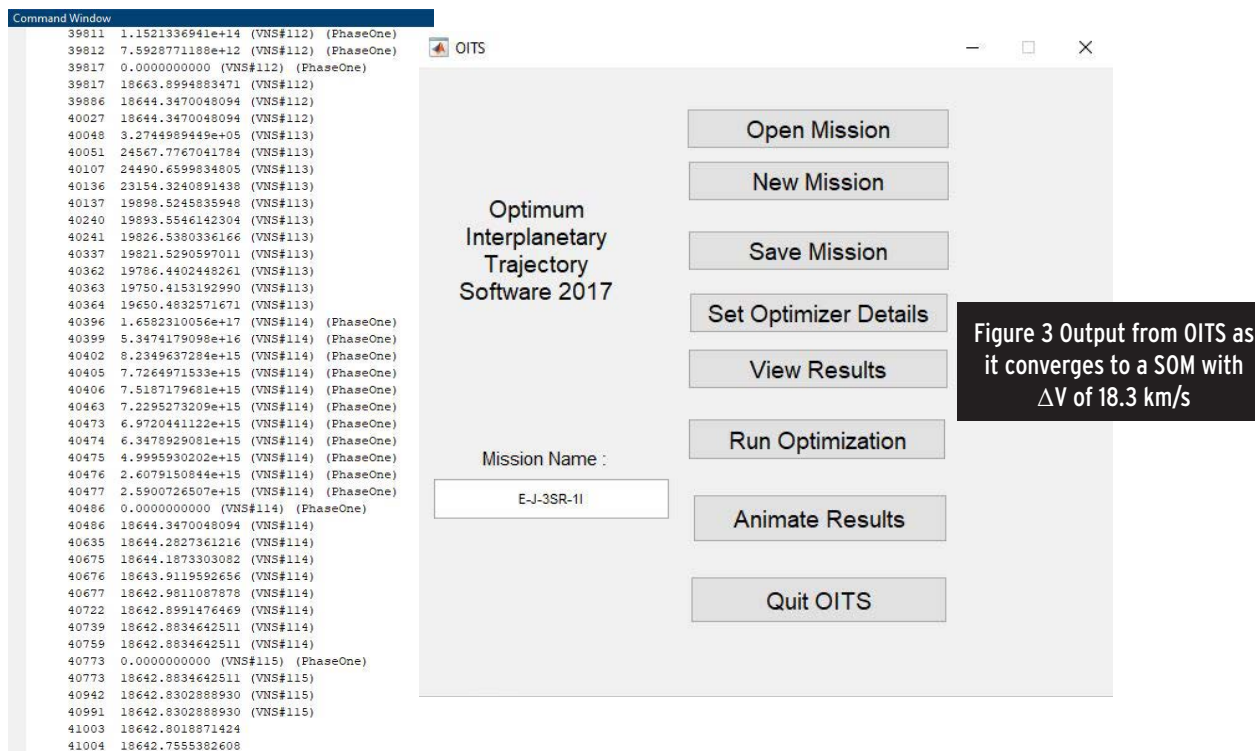 Command Window
39811 1.1521336941e+14 (VNS#112) (PhaseOne)
39812 7.5928771188e+12 (VNS#112) (PhaseOne)
39817 0.0000000000 (VNS#112) (PhaseOne)
39817 18663.8994883471 (VNS#112)
39886 18644.3470048094 (VNS#112)
40027 18644.3470048094 (VNS#112)
40048 3.2744989449e+05 (VNS#113)
40051 24567.7767041784 (VNS#113)
40107 24490.6599834805 (VNS#113)
40136 23154.3240891438 (VNS#113)
40137 19898.5245835948 (VNS#113)
40240 19893.5546142304 (VNS#113)
40241 19826.5380336166 (VNS#113)
40337 19821.5290597011 (VNS#113)
40362 19786.4402448261 (VNS#113)
40363 19750.4153192990 (VNS#113)
40364 19650.4832571671 (VNS#113)
40396 1.6582310056e+17 (VNS#114) (PhaseOne)
40399 5.3474179098e+16 (VNS#114) (PhaseOne)
40402 8.2349637284e+15 (VNS#114) (PhaseOne)
40405 7.7264971533e+15 (VNS#114) (PhaseOne)
40406 7.5187179681e+15 (VNS#114) (PhaseOne)
40463 7.2295273209e+15 (VNS#114) (PhaseOne)
40473 6.9720441122e+15 (VNS#114) (PhaseOne)
40474 6.3478929081e+15 (VNS#114) (PhaseOne)
40475 4.9995930202e+15 (VNS#114) (PhaseOne)
40476 2.6079150844e+15 (VNS#114) (PhaseOne)
40477 2.5900726507e+15 (VNS#114) (PhaseOne)
40486 0.0000000000 (VNS#114) (PhaseOne)
40486 18644.3470048094 (VNS#114)
40635 18644.2827361216 (VNS#114)
40675 18644.1873303082 (VNS#114)
40676 18643.9119592656 (VNS#114)
40677 18642.9811087878 (VNS#114)
40722 18642.8991476469 (VNS#114)
40739 18642.8834642511 (VNS#114)
40759 18642.8834642511 (VNS#114)
40773 0.0000000000 (VNS#115) (PhaseOne)
40773 18642.8834642511 (VNS#115)
40942 18642.8302888930 (VNS#115)
40991 18642.8302888930 (VNS#115)
41003 18642.8018871424
41004 18642.7555382608
OITS
Optimum
Interplanetary
Trajectory
Software 2017
Mission Name :
E-J-3SR-1I
Open Mission
New Mission
Save Mission
Set Optimizer Details
View Results
Run Optimization
Animate Results
Quit OITS
Figure 3 Output from OITS as
it converges to a SOM with
ΔV of 18.3 km/s